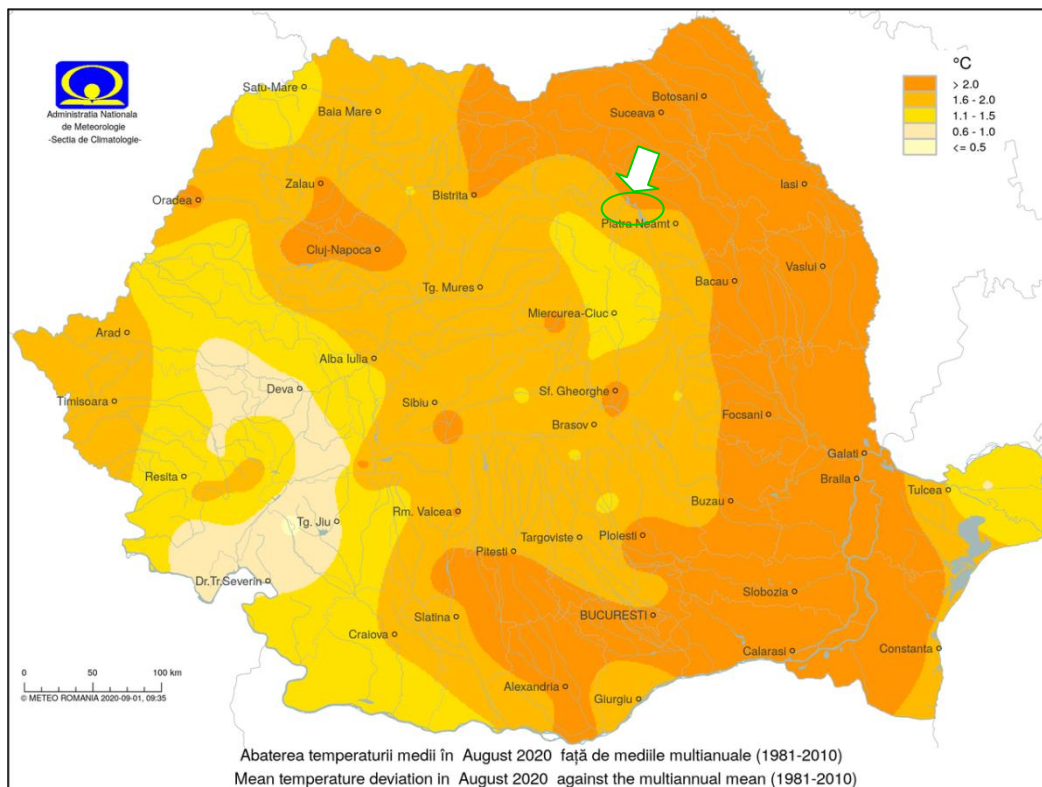 Administratia Nationala
de Meteorologie
-Sectia de Climatologie-
°C
> 2.0
1.6 - 2.0
1.1 - 1.5
0.6 - 1.0
<= 0.5
Satu-Mare
Baia Mare
Botosani
Suceava
Oradea
Zalau
Bistrita
Iasi
Piatra Neamt
Cluj-Napoca
Tg. Mures
Bacau
Vaslui
Miercurea-Ciuc
Arad
Alba Iulia
Timisoara
Deva
Sibiu
Sf. Gheorghe
Brasov
Focsani
Galati
Resita
Braila
Tulcea
Rm. Valcea
Buzau
Tg. Jiu
Targoviste
Ploiesti
Pitesti
Dr.Tr.Severin
Slobozia
Slatina
BUCURESTI
Craiova
Calarasi
Constanta
Alexandria
Giurgiu
0 50 100 km
© METEO ROMANIA 2020-09-01, 09:35
Abaterea temperaturii medii în August 2020 față de mediile multianuale (1981-2010)
Mean temperature deviation in August 2020 against the multiannual mean (1981-2010)